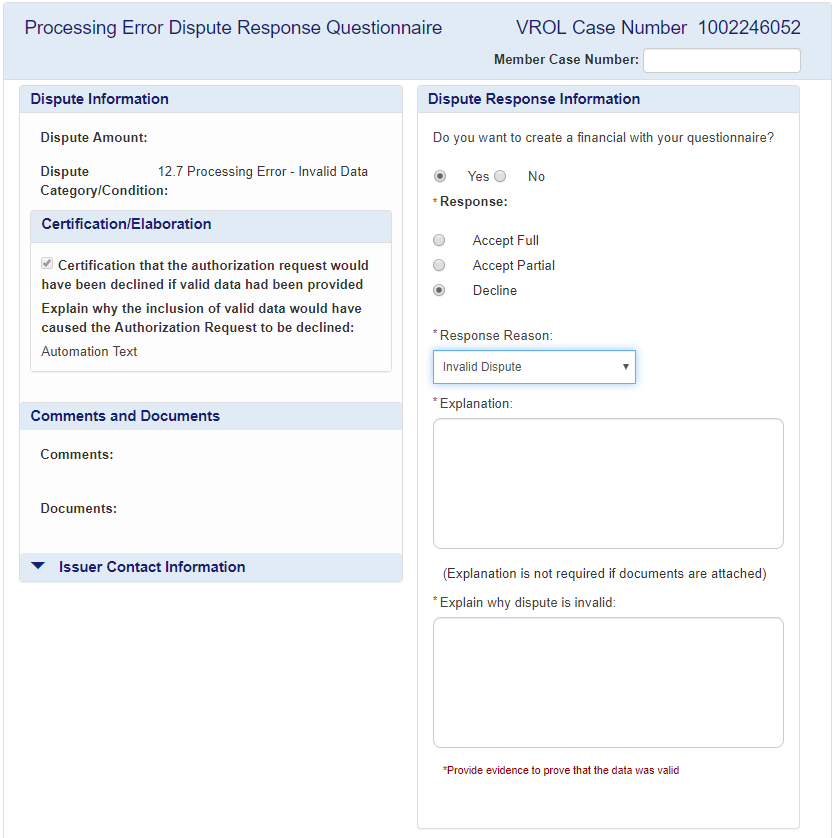 Processing Error Dispute Response Questionnaire
VROL Case Number 1002246052
Member Case Number:
Dispute Information
Dispute Amount:
Dispute 12.7 Processing Error - Invalid Data
Category/Condition:
Certification/Elaboration
Certification that the authorization request would
have been declined if valid data had been provided
Explain why the inclusion of valid data would have
caused the Authorization Request to be declined:
Automation Text
Comments and Documents
Comments:
Documents:
Issuer Contact Information
Dispute Response Information
Do you want to create a financial with your questionnaire?
Yes No
*Response:
Accept Full
Accept Partial
Decline
*Response Reason:
Invalid Dispute
*Explanation:
(Explanation is not required if documents are attached)
*Explain why dispute is invalid:
*Provide evidence to prove that the data was valid